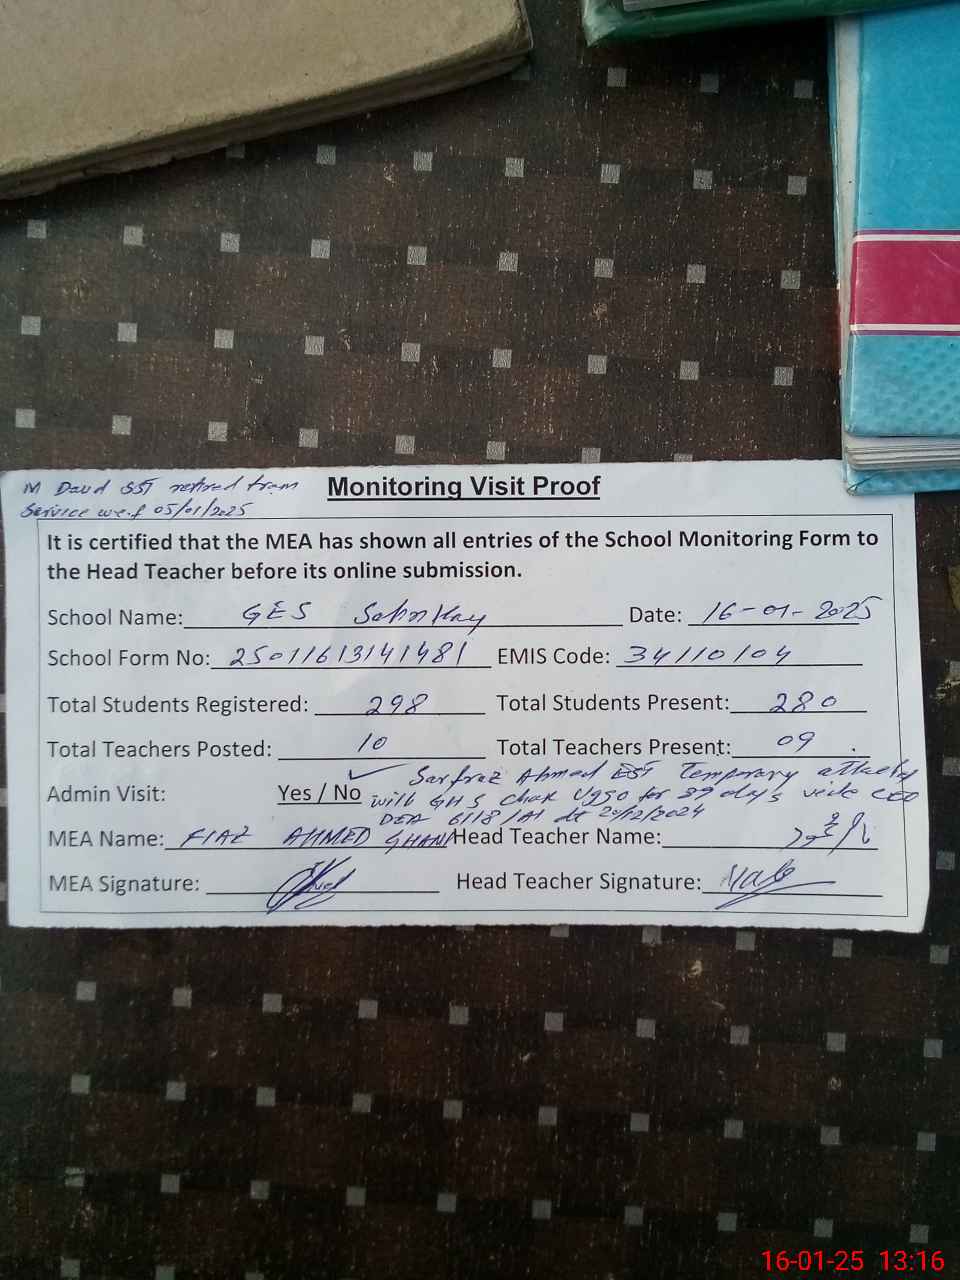 M Daud SST retired from
Service w.e.f 05/01/2025
Monitoring Visit Proof
It is certified that the MEA has shown all entries of the School Monitoring Form to
the Head Teacher before its online submission.
School Name: GES Date: 16-01-2025
School Form No: 25011613141481 EMIS Code: 34110104
Total Students Registered: 298 Total Students Present: 280
Total Teachers Posted: 10 Total Teachers Present: 09
Sarfraz Ahmad EST Temporary attached
Admin Visit: Yes / No with GHS Chak for 89 days vide CEO
DEA 6118/A1 dt 20/12/2024
MEA Name: FIAZ AHMED GHANI Head Teacher Name:
MEA Signature: Head Teacher Signature:
16-01-25 13:16